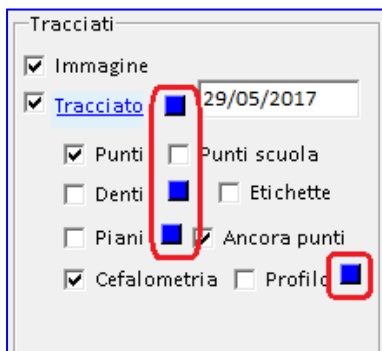 Tracciati
Immagine
Tracciato 29/05/2017
Punti Punti scuola
Denti Etichette
Piani Ancora punti
Cefalometria Profilo